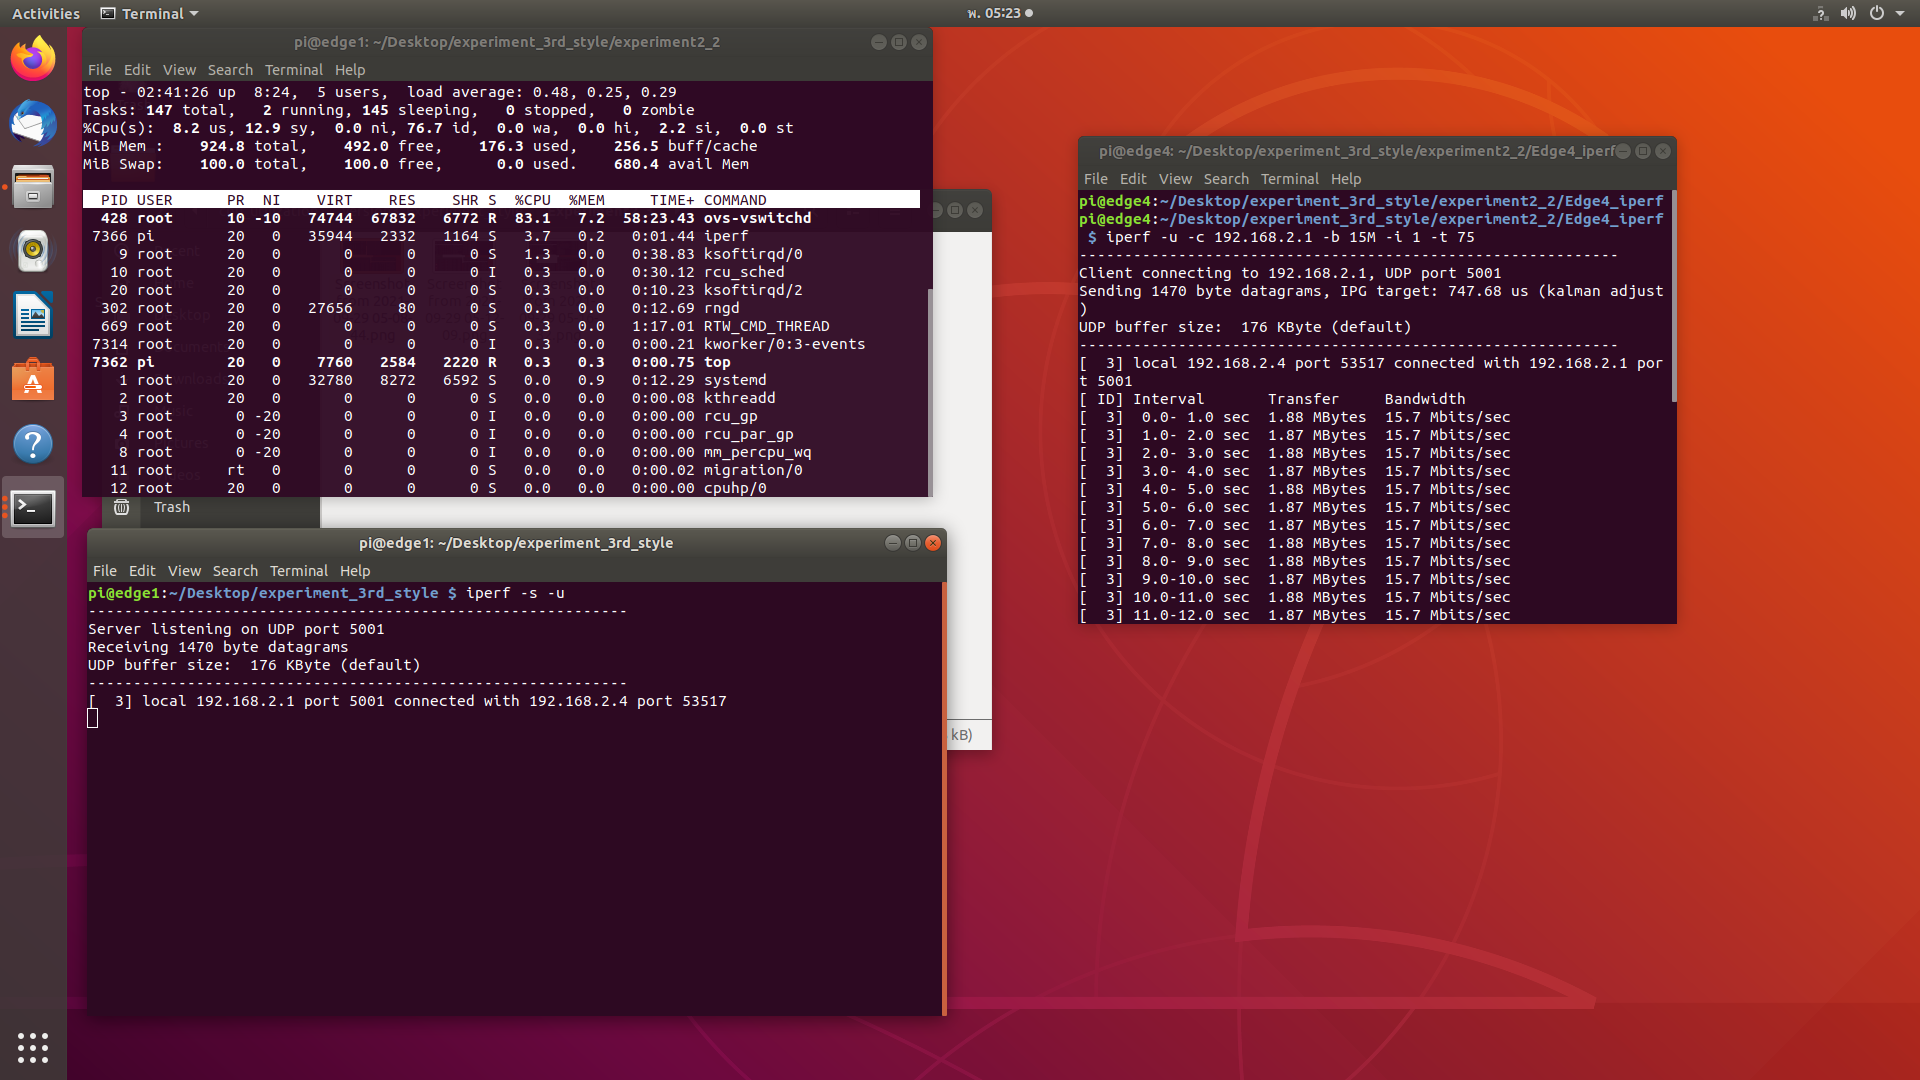 Activities
Terminal
พ. 05:23
pi@edge1: ~/Desktop/experiment_3rd_style/experiment2_2
File Edit View Search Terminal Help
top - 02:41:26 up  8:24,  5 users,  load average: 0.48, 0.25, 0.29
Tasks: 147 total,   2 running, 145 sleeping,   0 stopped,   0 zombie
%Cpu(s):  8.2 us, 12.9 sy,  0.0 ni, 76.7 id,  0.0 wa,  0.0 hi,  2.2 si,  0.0 st
MiB Mem :    924.8 total,    492.0 free,    176.3 used,    256.5 buff/cache
MiB Swap:    100.0 total,    100.0 free,      0.0 used.    680.4 avail Mem
PID USER      PR  NI    VIRT    RES    SHR S  %CPU  %MEM     TIME+ COMMAND
428 root      10 -10   74744  67832   6772 R  83.1   7.2  58:23.43 ovs-vswitchd
7366 pi        20   0   35944   2332   1164 S   3.7   0.2   0:01.44 iperf
9 root      20   0       0      0      0 S   1.3   0.0   0:38.83 ksoftirqd/0
10 root      20   0       0      0      0 I   0.3   0.0   0:30.12 rcu_sched
20 root      20   0       0      0      0 S   0.3   0.0   0:10.23 ksoftirqd/2
302 root      20   0   27656     80      0 S   0.3   0.0   0:12.69 rngd
669 root      20   0       0      0      0 S   0.3   0.0   1:17.01 RTW_CMD_THREAD
7314 root      20   0       0      0      0 I   0.3   0.0   0:00.21 kworker/0:3-events
7362 pi        20   0    7760   2584   2220 R   0.3   0.3   0:00.75 top
1 root      20   0   32780   8272   6592 S   0.0   0.9   0:12.29 systemd
2 root      20   0       0      0      0 S   0.0   0.0   0:00.08 kthreadd
3 root       0 -20       0      0      0 I   0.0   0.0   0:00.00 rcu_gp
4 root       0 -20       0      0      0 I   0.0   0.0   0:00.00 rcu_par_gp
8 root       0 -20       0      0      0 I   0.0   0.0   0:00.00 mm_percpu_wq
11 root      rt   0       0      0      0 S   0.0   0.0   0:00.02 migration/0
12 root      20   0       0      0      0 S   0.0   0.0   0:00.00 cpuhp/0
Trash
kB)
pi@edge1: ~/Desktop/experiment_3rd_style
File Edit View Search Terminal Help
pi@edge1:~/Desktop/experiment_3rd_style $ iperf -s -u
------------------------------------------------------------
Server listening on UDP port 5001
Receiving 1470 byte datagrams
UDP buffer size:  176 KByte (default)
------------------------------------------------------------
[  3] local 192.168.2.1 port 5001 connected with 192.168.2.4 port 53517
pi@edge4: ~/Desktop/experiment_3rd_style/experiment2_2/Edge4_iperf
File Edit View Search Terminal Help
pi@edge4:~/Desktop/experiment_3rd_style/experiment2_2/Edge4_iperf
pi@edge4:~/Desktop/experiment_3rd_style/experiment2_2/Edge4_iperf
$ iperf -u -c 192.168.2.1 -b 15M -i 1 -t 75
------------------------------------------------------------
Client connecting to 192.168.2.1, UDP port 5001
Sending 1470 byte datagrams, IPG target: 747.68 us (kalman adjust
)
UDP buffer size:  176 KByte (default)
------------------------------------------------------------
[  3] local 192.168.2.4 port 53517 connected with 192.168.2.1 por
t 5001
[ ID] Interval       Transfer     Bandwidth
[  3]  0.0- 1.0 sec  1.88 MBytes  15.7 Mbits/sec
[  3]  1.0- 2.0 sec  1.87 MBytes  15.7 Mbits/sec
[  3]  2.0- 3.0 sec  1.88 MBytes  15.7 Mbits/sec
[  3]  3.0- 4.0 sec  1.87 MBytes  15.7 Mbits/sec
[  3]  4.0- 5.0 sec  1.88 MBytes  15.7 Mbits/sec
[  3]  5.0- 6.0 sec  1.88 MBytes  15.7 Mbits/sec
[  3]  6.0- 7.0 sec  1.87 MBytes  15.7 Mbits/sec
[  3]  7.0- 8.0 sec  1.88 MBytes  15.7 Mbits/sec
[  3]  8.0- 9.0 sec  1.88 MBytes  15.7 Mbits/sec
[  3]  9.0-10.0 sec  1.87 MBytes  15.7 Mbits/sec
[  3] 10.0-11.0 sec  1.88 MBytes  15.7 Mbits/sec
[  3] 11.0-12.0 sec  1.87 MBytes  15.7 Mbits/sec